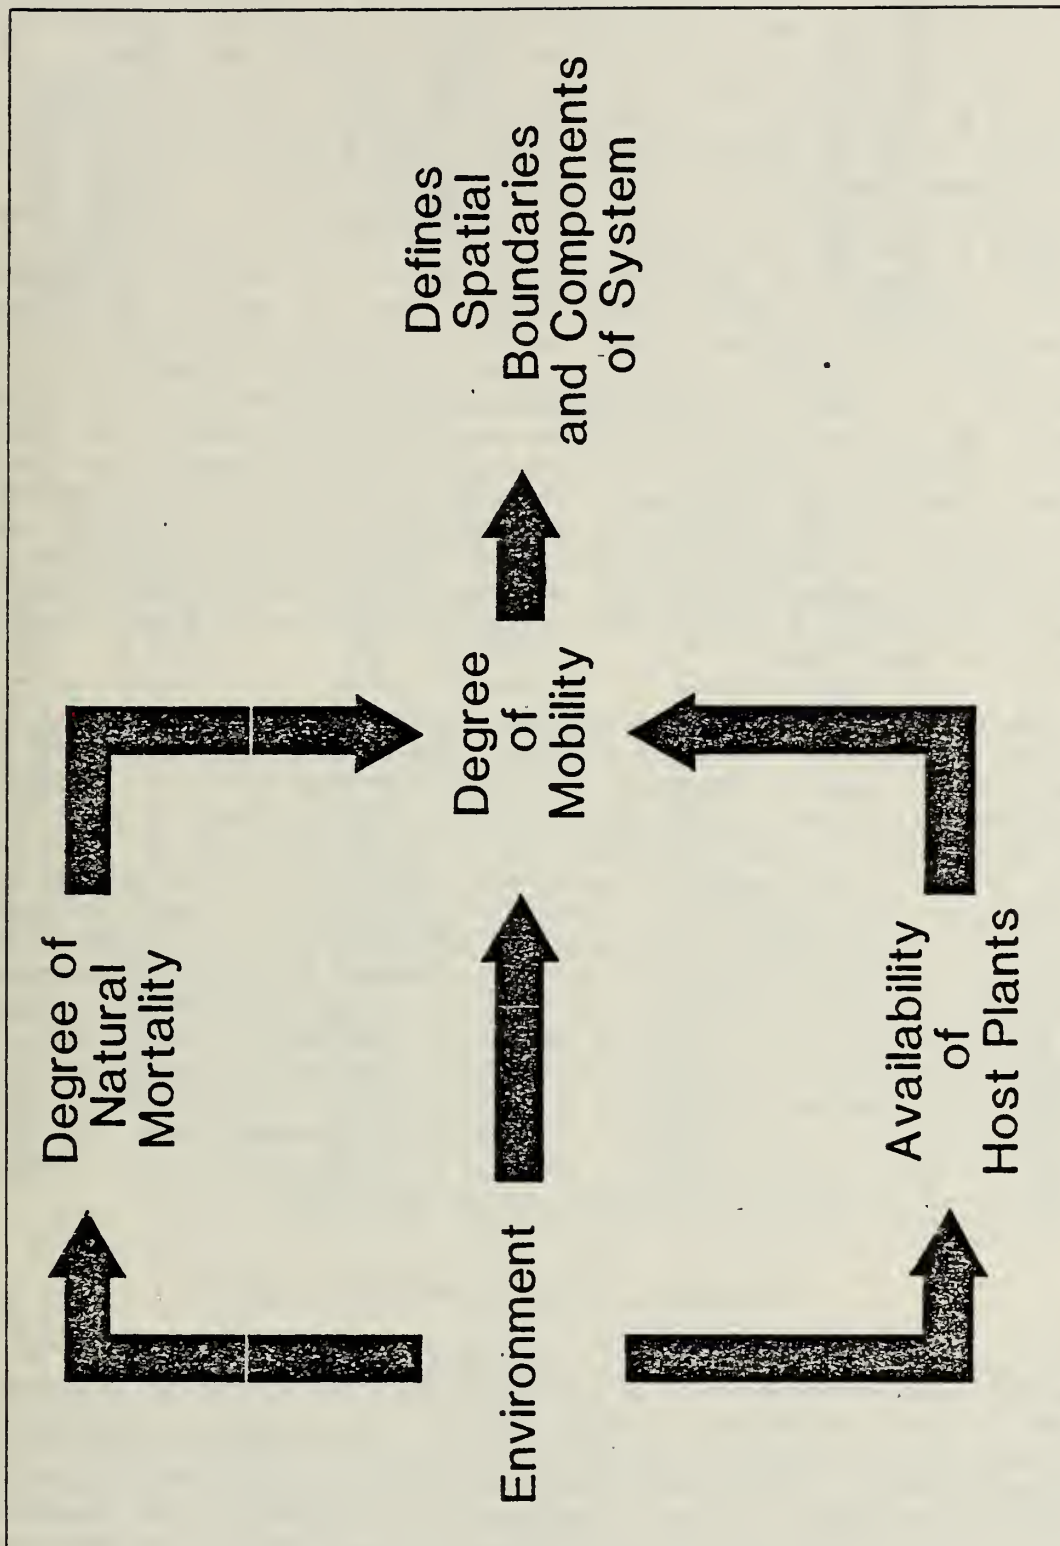 Environment
Degree of
Natural
Mortality
Availability
of
Host Plants
Degree
of
Mobility
Defines
Spatial
Boundaries
and Components
of System